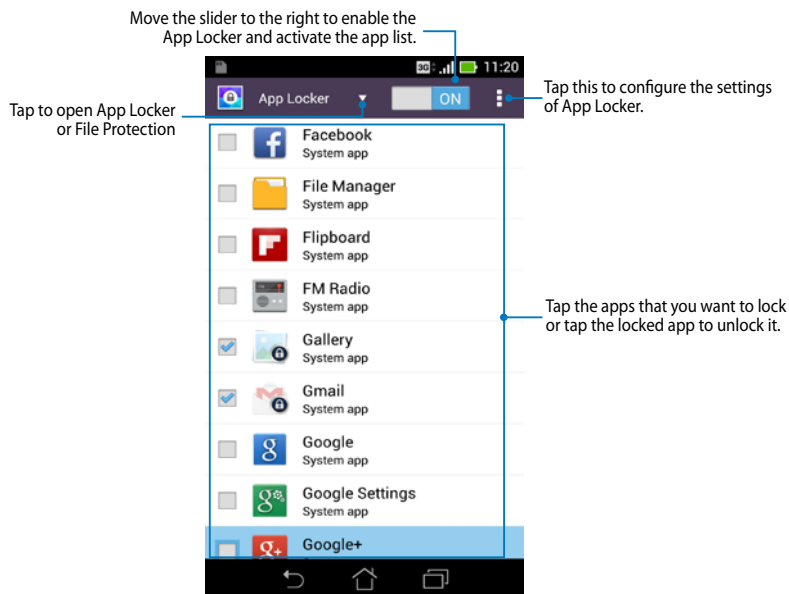 Move the slider to the right to enable the
App Locker and activate the app list.
3G 11:20
App Locker ON
Tap this to configure the settings
of App Locker.
Tap to open App Locker
or File Protection
Facebook
System app
File Manager
System app
Flipboard
System app
FM Radio
System app
Tap the apps that you want to lock
or tap the locked app to unlock it.
Gallery
System app
Gmail
System app
Google
System app
Google Settings
System app
Google+